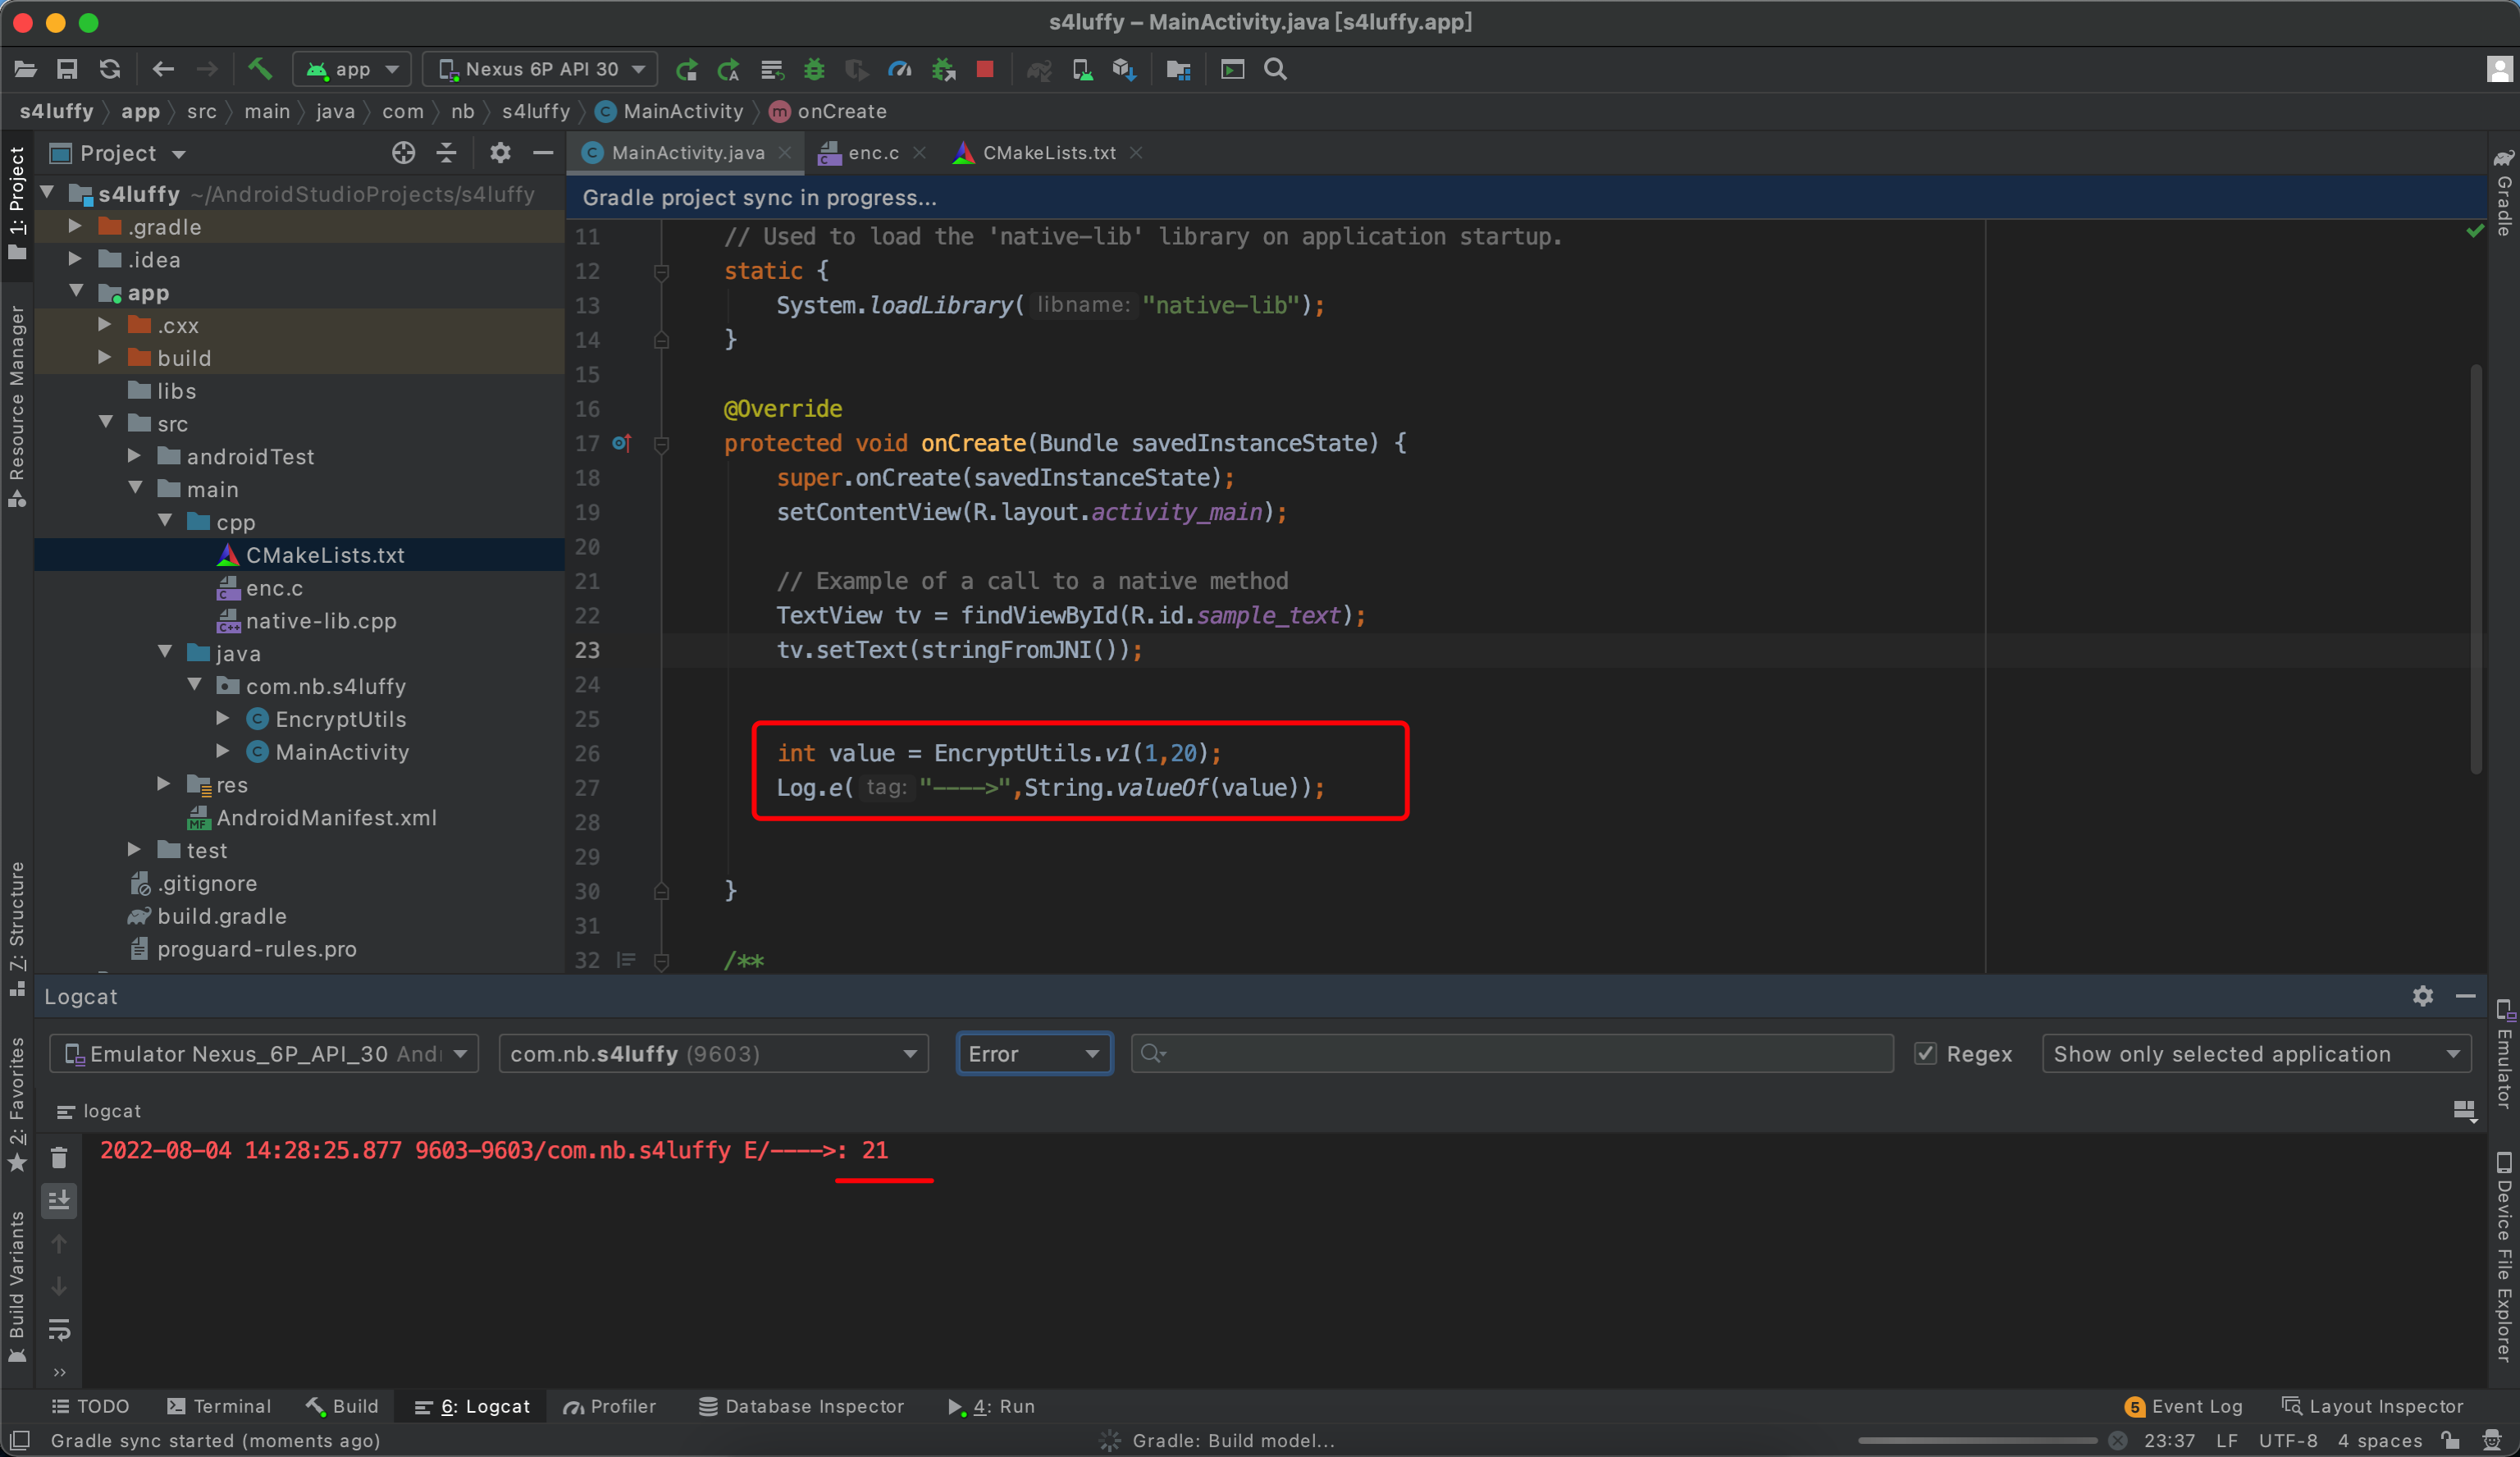 s4luffy – MainActivity.java [s4luffy.app]
app
Nexus 6P API 30
s4luffy
app
src
main
java
com
nb
s4luffy
C
MainActivity
m
onCreate
1: Project
Resource Manager
Z: Structure
2: Favorites
Build Variants
Project
s4luffy ~/AndroidStudioProjects/s4luffy
.gradle
.idea
app
.cxx
build
libs
src
androidTest
main
cpp
CMakeLists.txt
enc.c
native-lib.cpp
java
com.nb.s4luffy
EncryptUtils
MainActivity
res
AndroidManifest.xml
test
.gitignore
build.gradle
proguard-rules.pro
MainActivity.java
enc.c
CMakeLists.txt
Gradle project sync in progress...
11 // Used to load the 'native-lib' library on application startup.
12 static {
13 System.loadLibrary( libname: "native-lib");
14 }
15
16 @Override
17 protected void onCreate(Bundle savedInstanceState) {
18 super.onCreate(savedInstanceState);
19 setContentView(R.layout.activity_main);
20
21 // Example of a call to a native method
22 TextView tv = findViewById(R.id.sample_text);
23 tv.setText(stringFromJNI());
24
25
26 int value = EncryptUtils.v1(1,20);
27 Log.e( tag: "---->",String.valueOf(value));
28
29
30 }
31
32 /**
Gradle
Emulator
Device File Explorer
Logcat
Emulator Nexus_6P_API_30 And
com.nb.s4luffy (9603)
Error
Regex
Show only selected application
logcat
2022-08-04 14:28:25.877 9603-9603/com.nb.s4luffy E/---->: 21
TODO
Terminal
Build
6: Logcat
Profiler
Database Inspector
4: Run
5 Event Log
Layout Inspector
Gradle sync started (moments ago)
Gradle: Build model...
23:37
LF
UTF-8
4 spaces